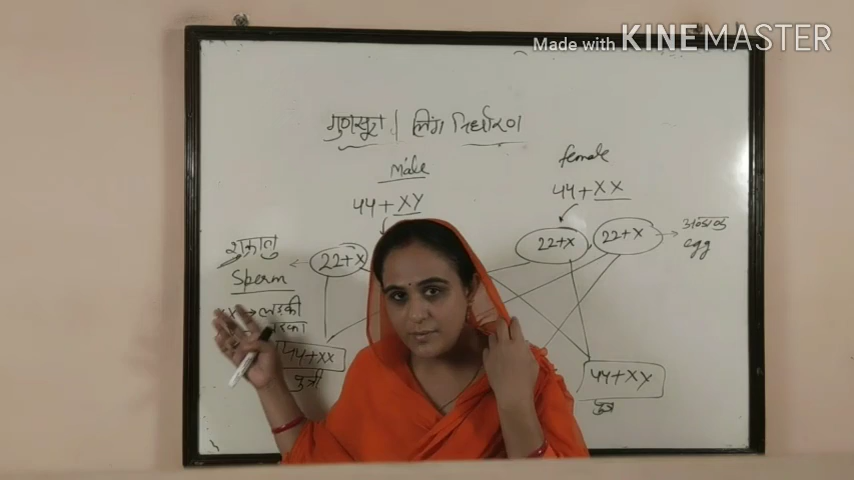 Made with KINEMASTER
गुणसूत्र | लिंग निर्धारण
Male
female
44+XY
44+XX
शुक्राणु
Sperm
22+X
22+X
22+X
अण्डाणु
egg
X→लड़की
लड़का
44+XX
पुत्री
44+XY
पुत्र